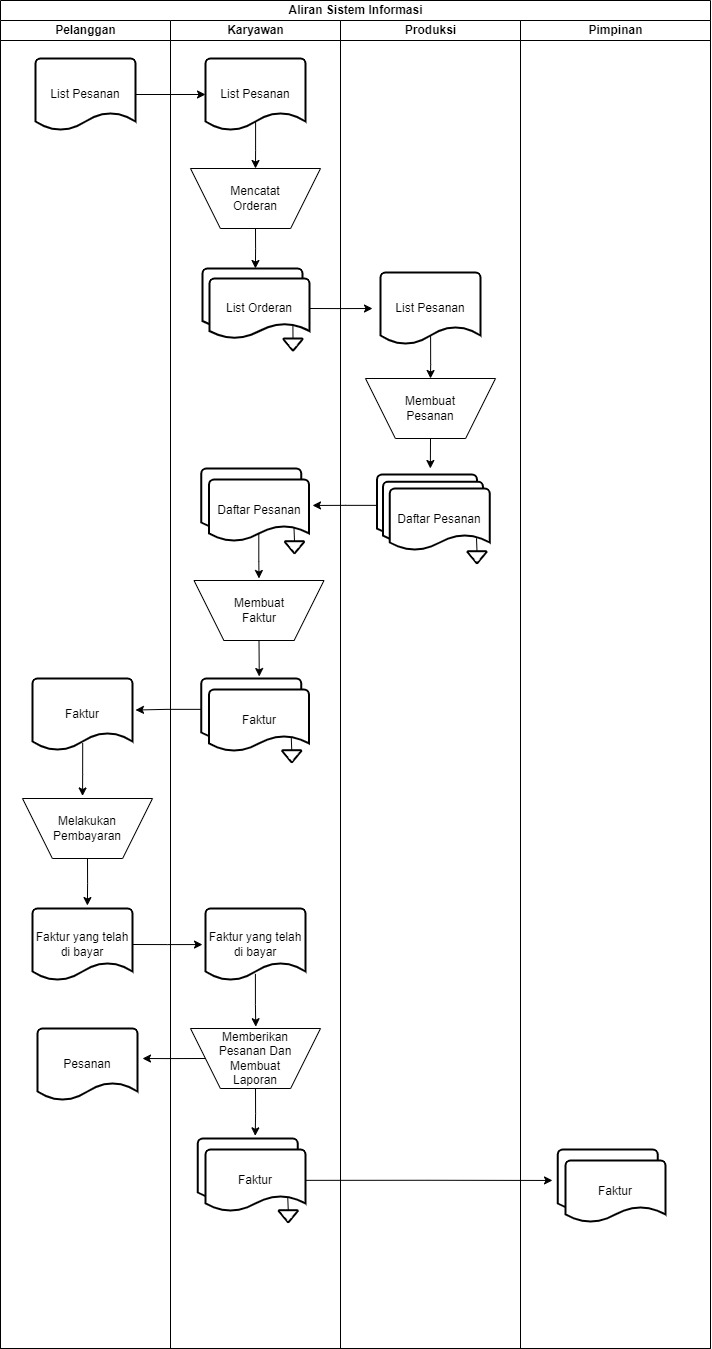 Aliran Sistem Informasi
Pelanggan
Karyawan
Produksi
Pimpinan
List Pesanan
List Pesanan
Mencatat
Orderan
List Orderan
List Pesanan
Membuat
Pesanan
Daftar Pesanan
Daftar Pesanan
Membuat
Faktur
Faktur
Faktur
Melakukan
Pembayaran
Faktur yang telah
di bayar
Faktur yang telah
di bayar
Pesanan
Memberikan
Pesanan Dan
Membuat
Laporan
Faktur
Faktur